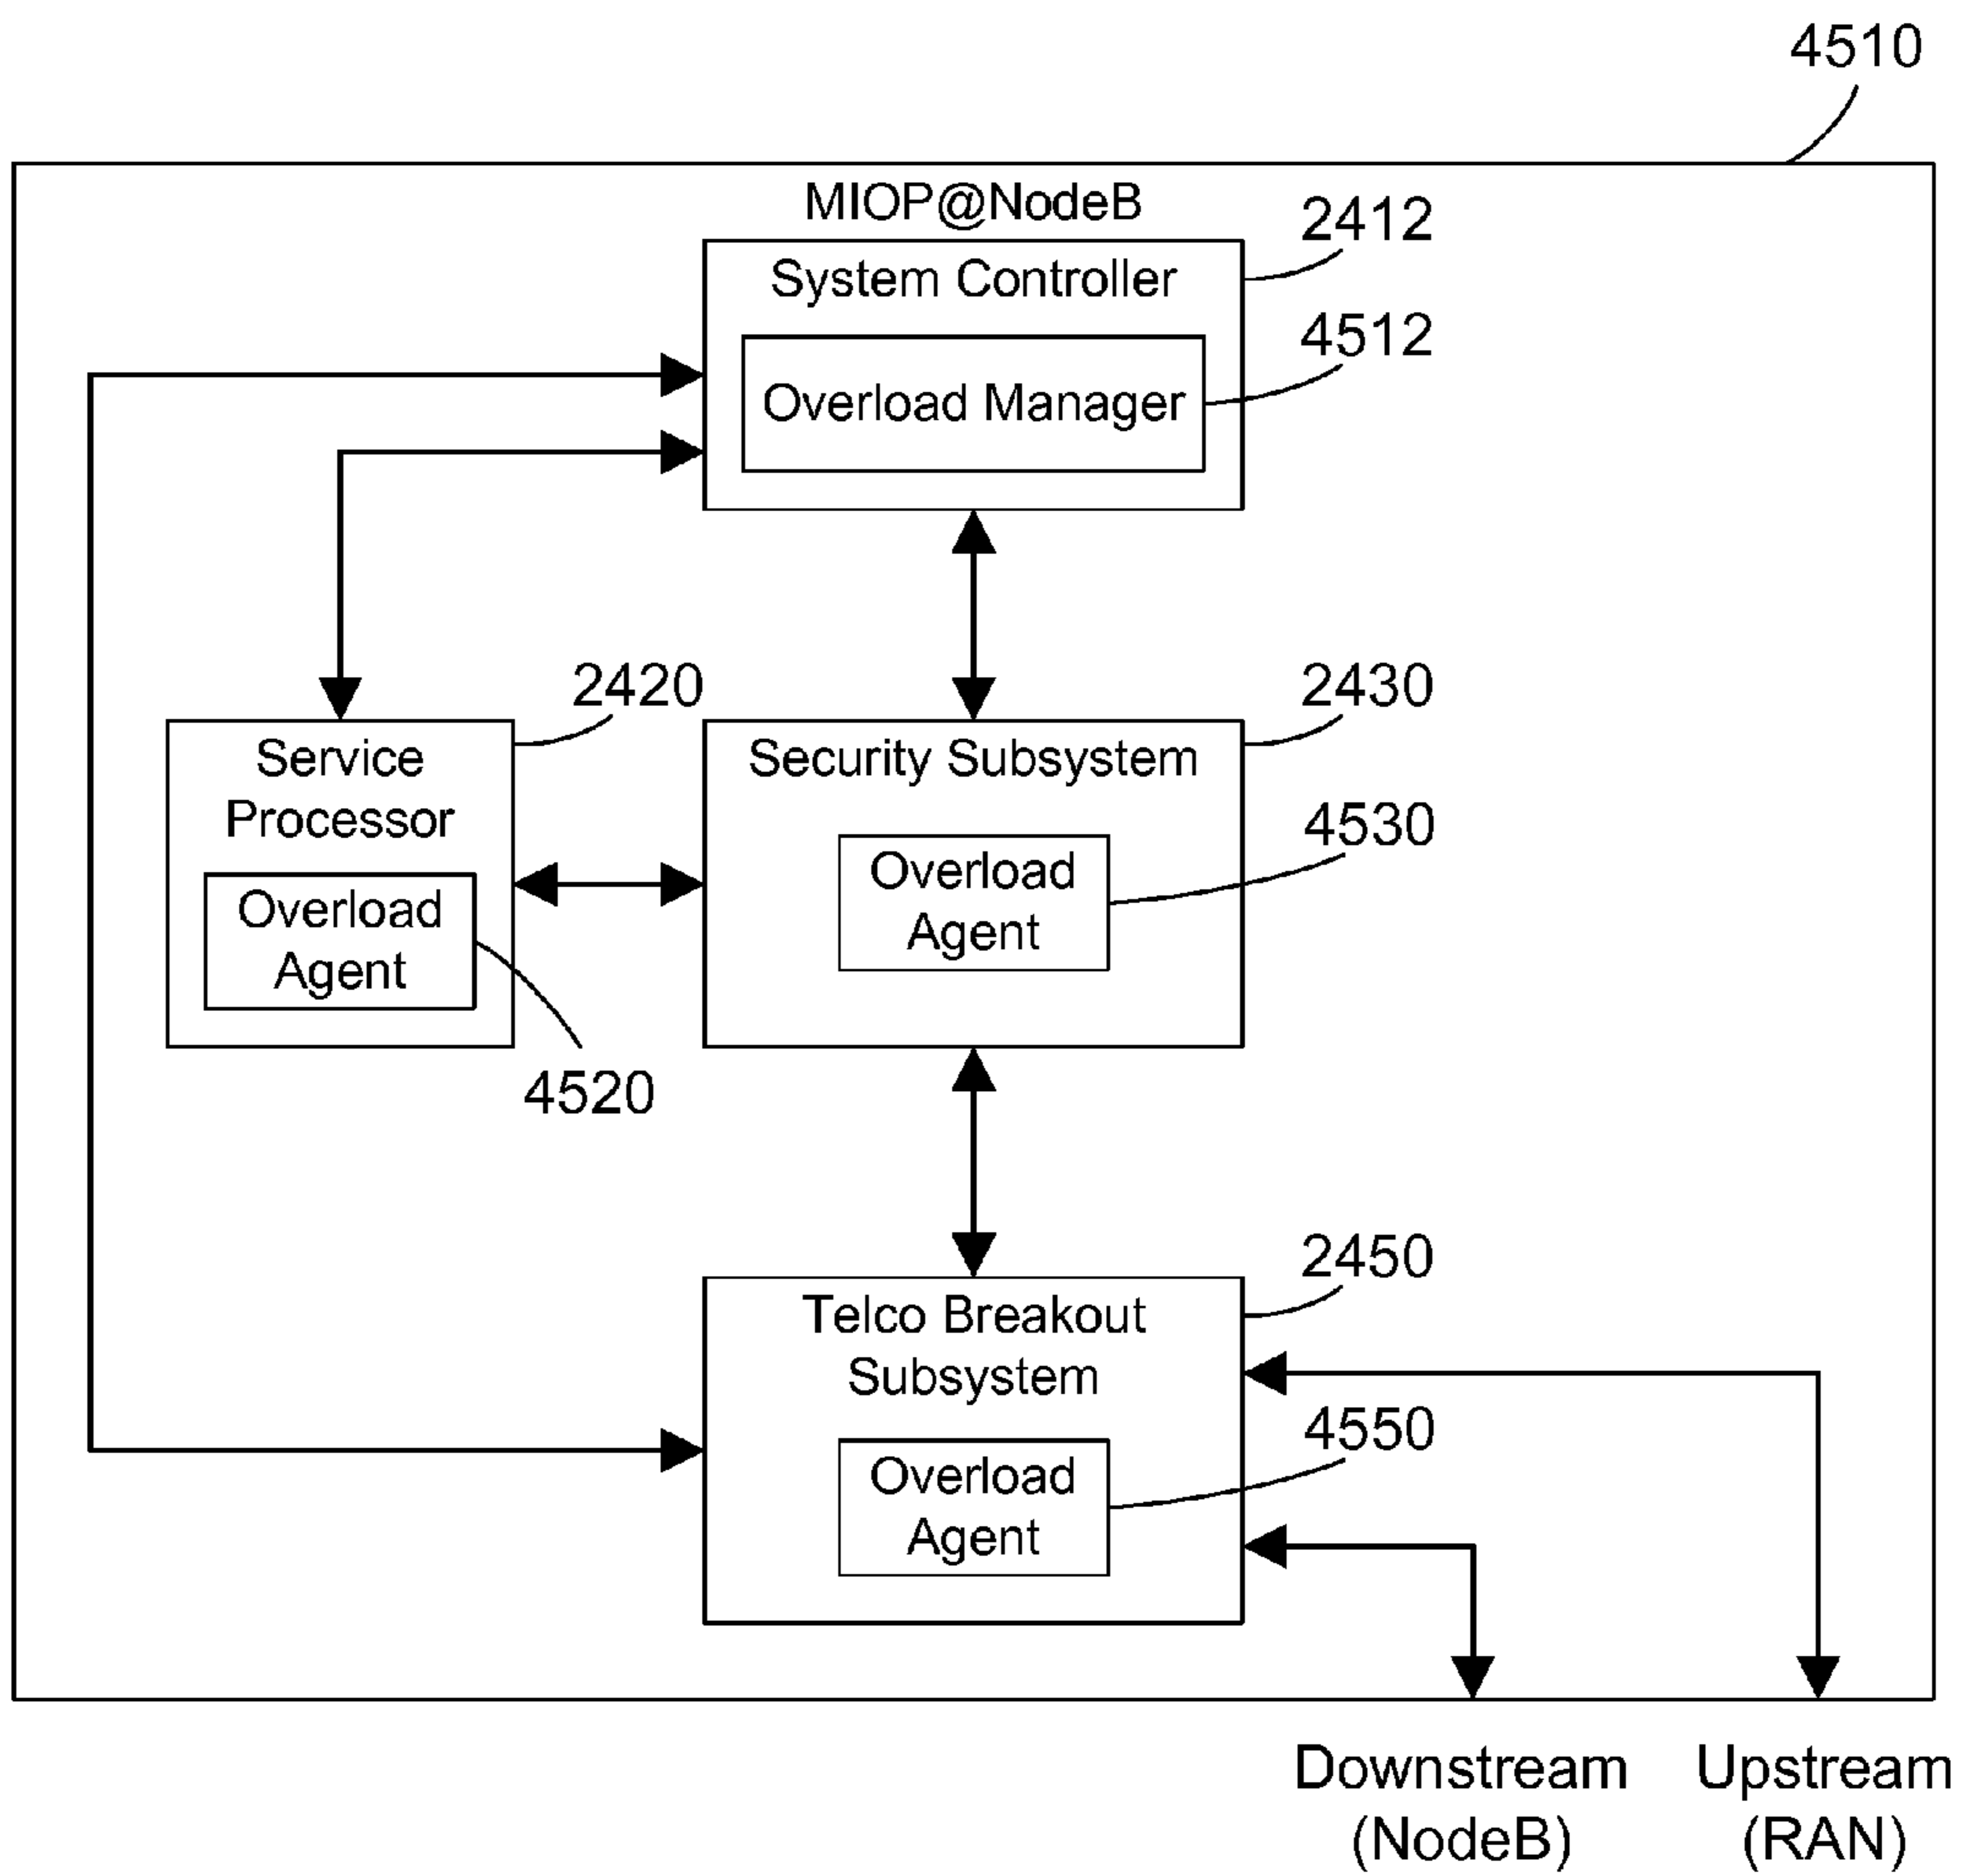 4510
MIOP@NodeB
2412
System Controller
4512
Overload Manager
2420
2430
Service
Processor
Security Subsystem
4530
Overload
Agent
Overload
Agent
4520
2450
Telco Breakout
Subsystem
4550
Overload
Agent
Downstream
(NodeB)
Upstream
(RAN)